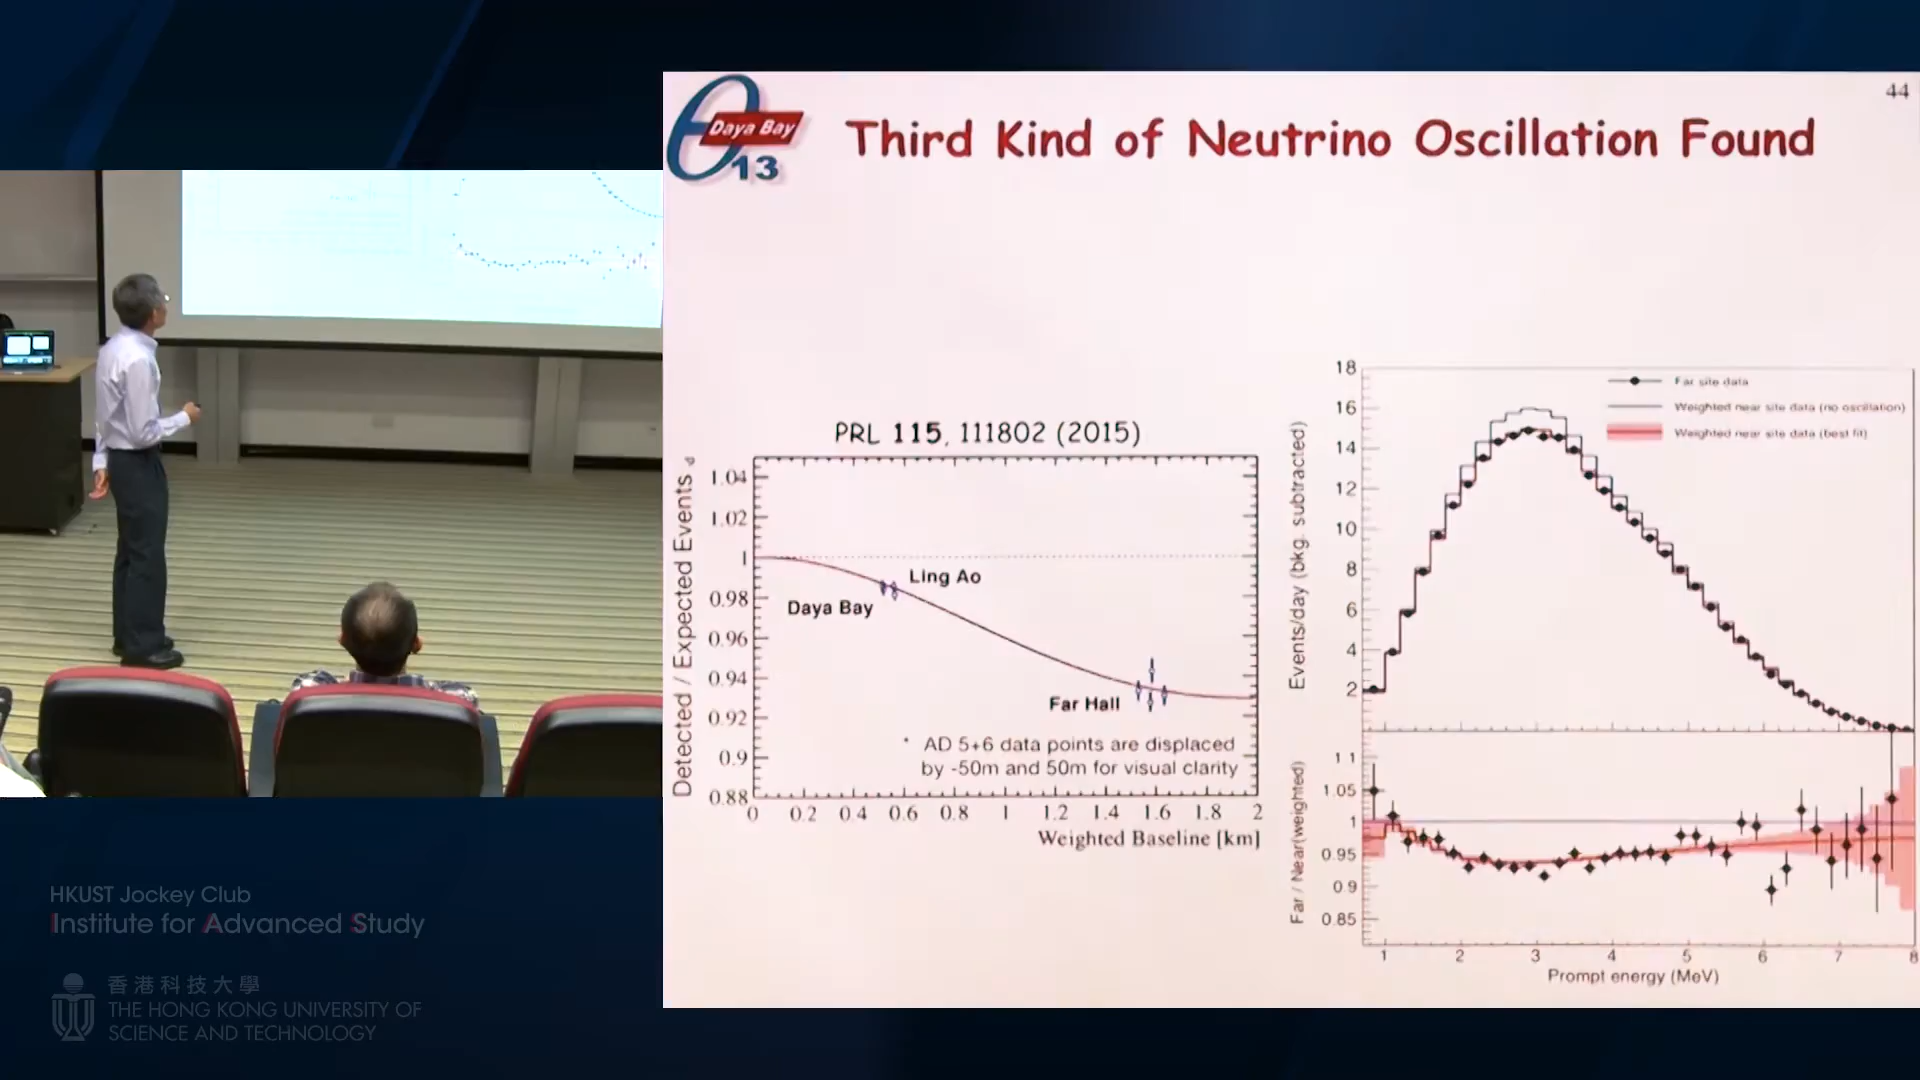 44
Daya Bay
θ13
Third Kind of Neutrino Oscillation Found
PRL 115, 111802 (2015)
Detected / Expected Events
1.04
1.02
1
0.98
0.96
0.94
0.92
0.9
0.88
Ling Ao
Daya Bay
Far Hall
* AD 5+6 data points are displaced
by -50m and 50m for visual clarity
0 0.2 0.4 0.6 0.8 1 1.2 1.4 1.6 1.8 2
Weighted Baseline [km]
Events/day (bkg. subtracted)
18
16
14
12
10
8
6
4
2
Far site data
Weighted near site data (no oscillation)
Weighted near site data (best fit)
Far / Near(weighted)
1 1
1.05
1
0.95
0.9
0.85
1 2 3 4 5 6 7 8
Prompt energy (MeV)
HKUST Jockey Club
Institute for Advanced Study
香港科技大學
THE HONG KONG UNIVERSITY OF
SCIENCE AND TECHNOLOGY